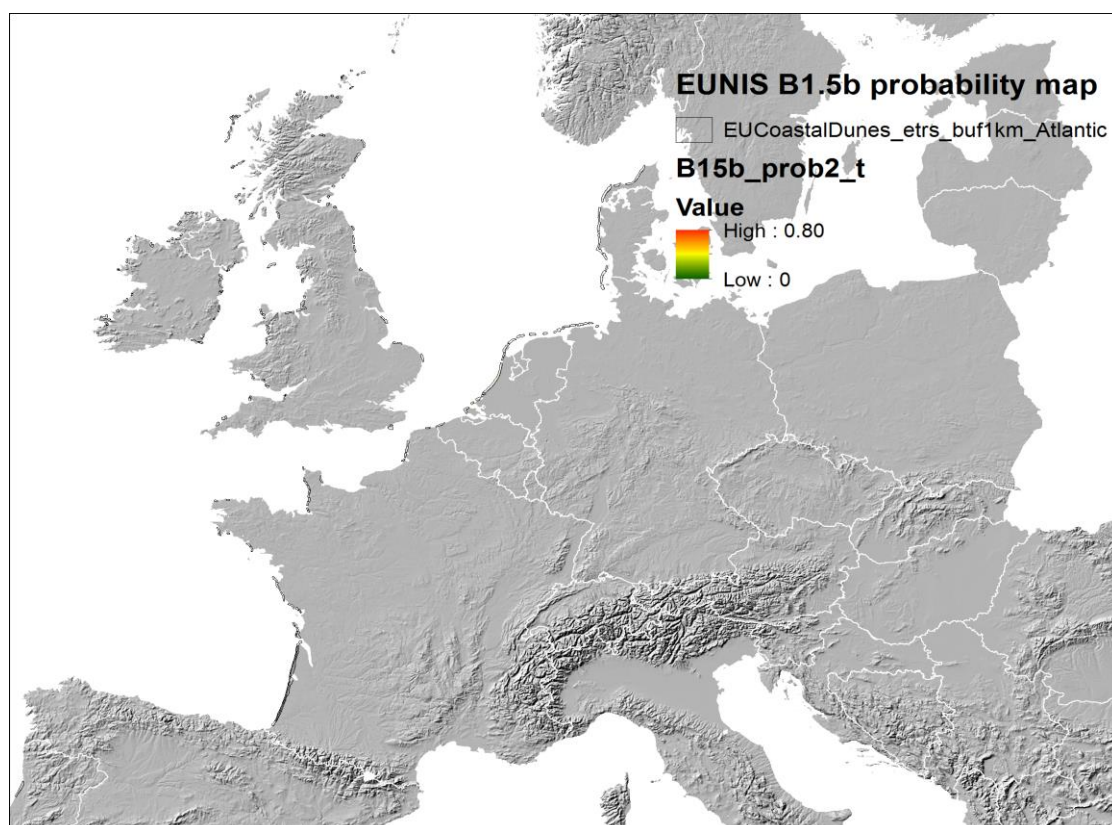 EUNIS B1.5b probability map
EUCoastalDunes_etrs_buf1km_Atlantic
B15b_prob2_t
Value
High : 0.80
Low : 0